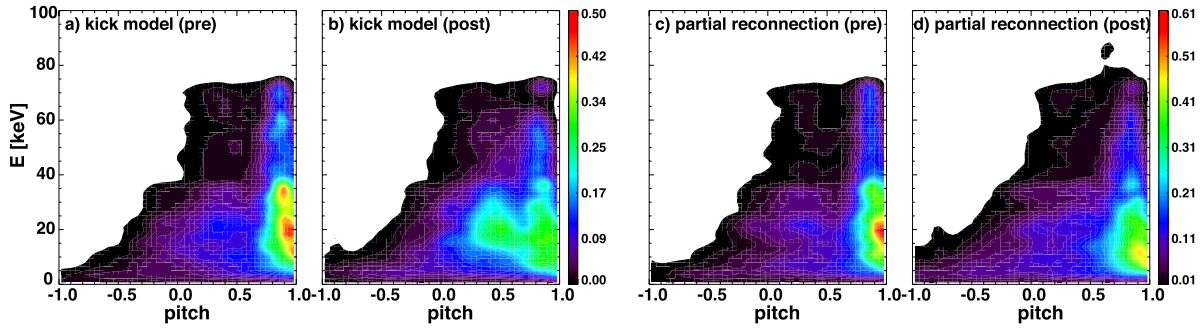 a) kick model (pre)
b) kick model (post)
c) partial reconnection (pre)
d) partial reconnection (post)
100
80
60
40
20
0
E [keV]
-1.0 -0.5 0.0 0.5 1.0
-1.0 -0.5 0.0 0.5 1.0
-1.0 -0.5 0.0 0.5 1.0
-1.0 -0.5 0.0 0.5 1.0
pitch
pitch
pitch
pitch
0.50
0.42
0.34
0.25
0.17
0.09
0.00
0.61
0.51
0.41
0.31
0.21
0.11
0.01